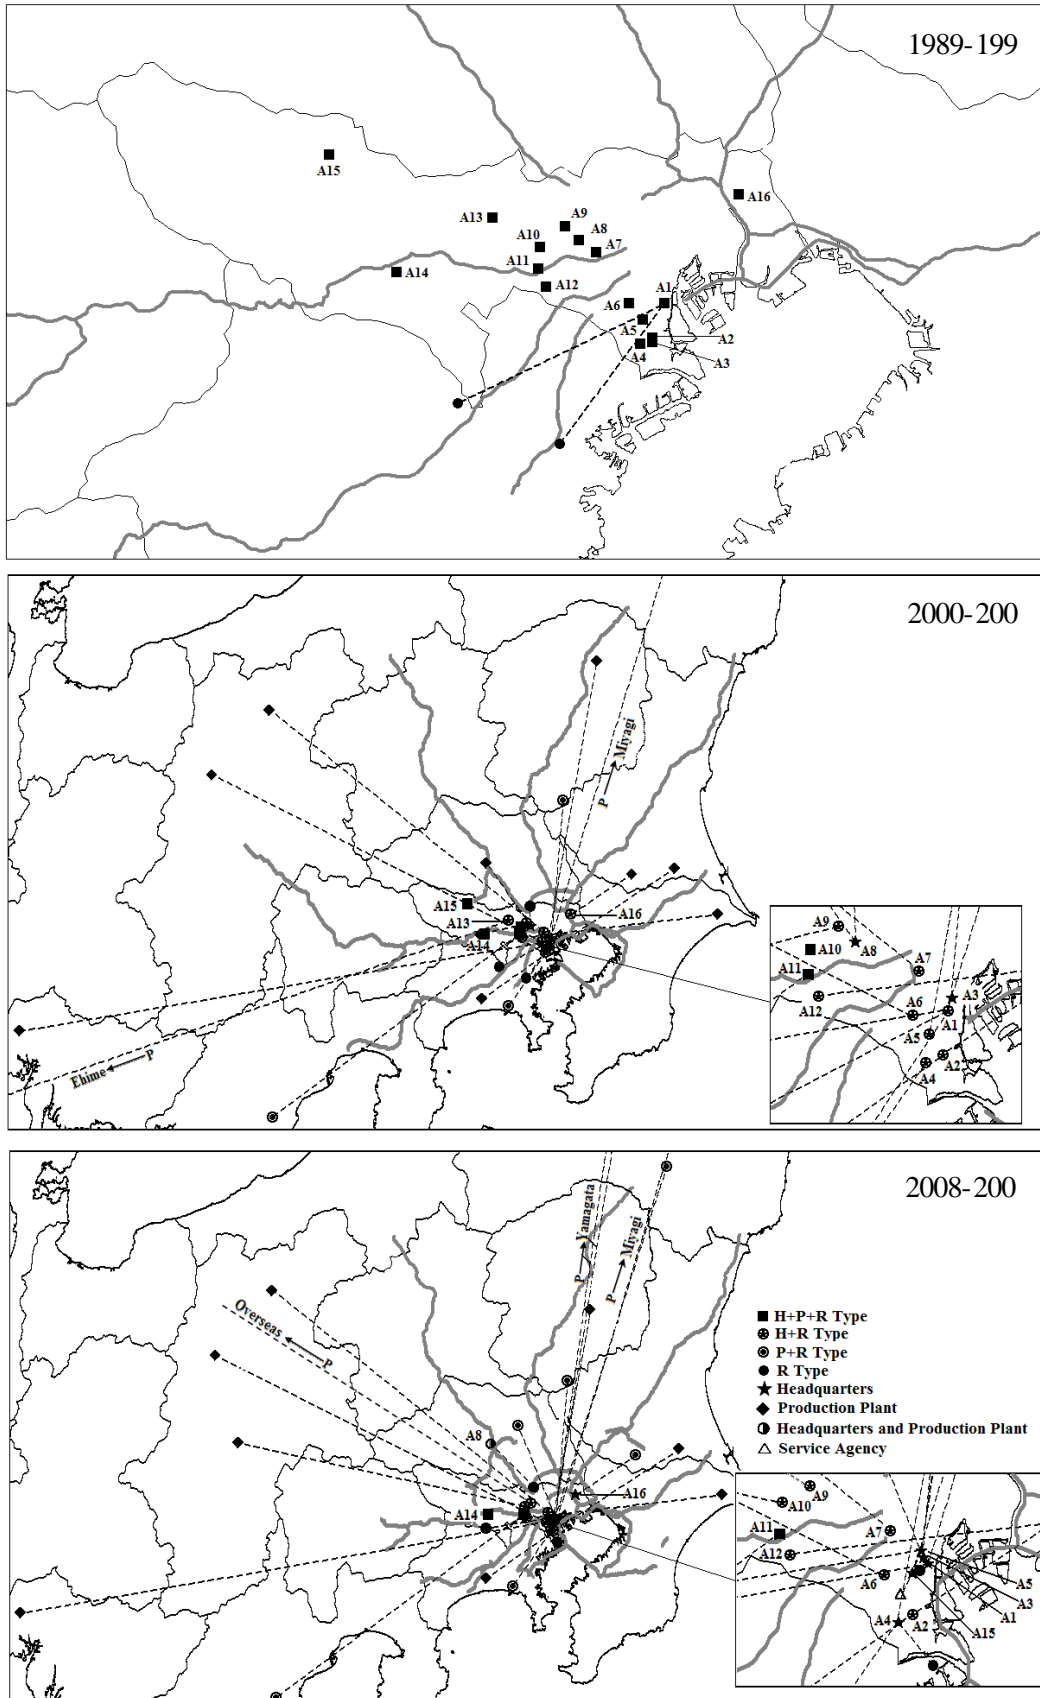 1989-199
A15
A16
A13
A9
A8
A10
A7
A11
A14
A12
A1
A6
A5
A2
A4
A3
2000-200
P → Miyagi
A15
A13
A16
A14
Ehime ← P
A9
A8
A10
A7
A11
A3
A12
A6
A1
A5
A2
A4
2008-200
P → Yamagata
P → Miyagi
Overseas ← P
H+P+R Type
H+R Type
P+R Type
R Type
Headquarters
Production Plant
Headquarters and Production Plant
Service Agency
A8
A16
A14
A9
A10
A11
A7
A12
A6
A5
A3
A4
A2
A1
A15